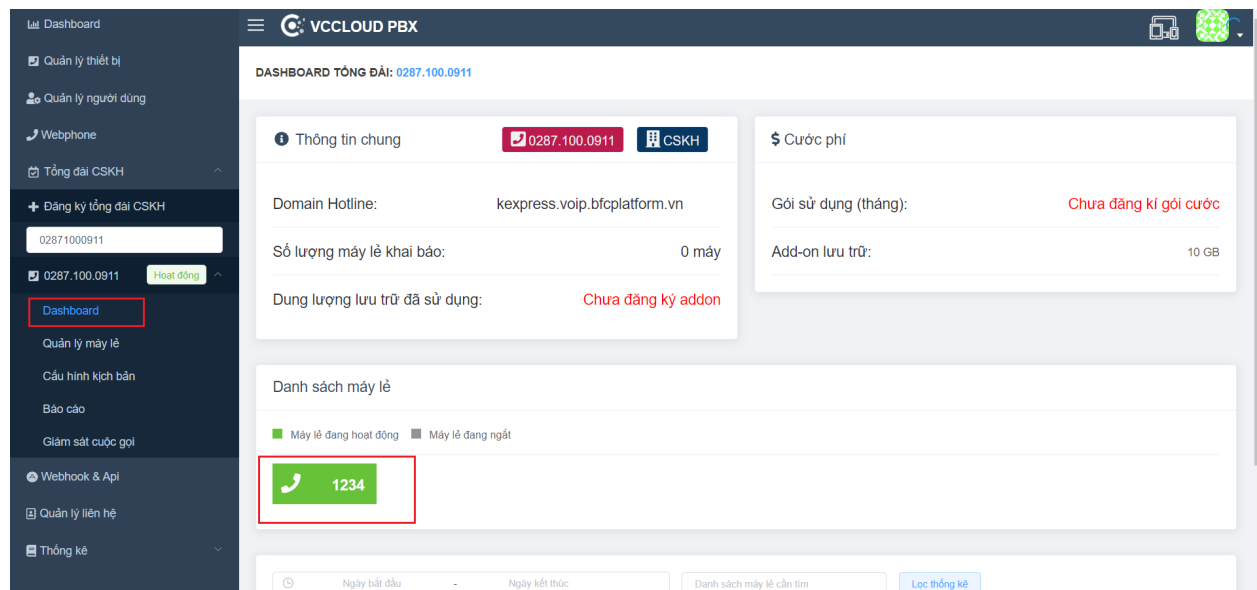 Dashboard
Quản lý thiết bị
Quản lý người dùng
Webphone
Tổng đài CSKH
Đăng ký tổng đài CSKH
02871000911
0287.100.0911 Hoạt động
Dashboard
Quản lý máy lẻ
Cấu hình kịch bản
Báo cáo
Giám sát cuộc gọi
Webhook & Api
Quản lý liên hệ
Thống kê
VCCLOUD PBX
DASHBOARD TỔNG ĐÀI: 0287.100.0911
Thông tin chung 0287.100.0911 CSKH
Domain Hotline: kexpress.voip.bfcplatform.vn
Số lượng máy lẻ khai báo: 0 máy
Dung lượng lưu trữ đã sử dụng: Chưa đăng ký addon
$ Cước phí
Gói sử dụng (tháng): Chưa đăng kí gói cước
Add-on lưu trữ: 10 GB
Danh sách máy lẻ
Máy lẻ đang hoạt động Máy lẻ đang ngắt
1234
Ngày bắt đầu - Ngày kết thúc Danh sách máy lẻ cần tìm Lọc thống kê